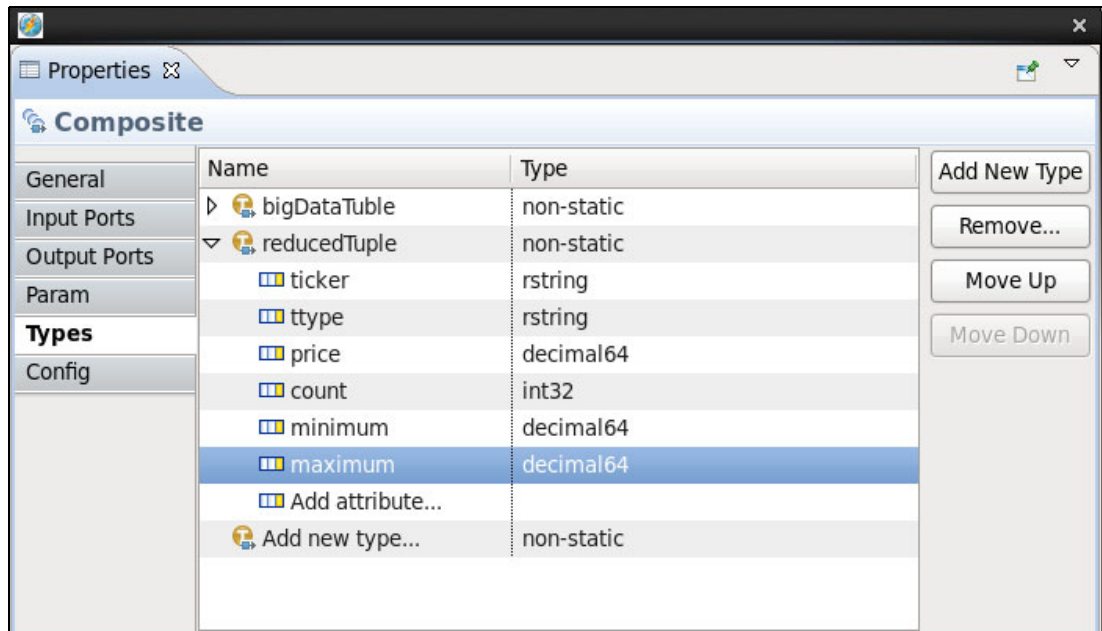 Properties
Composite
General
Input Ports
Output Ports
Param
Types
Config
Name Type
bigDataTuble non-static
reducedTuple non-static
ticker rstring
ttype rstring
price decimal64
count int32
minimum decimal64
maximum decimal64
Add attribute...
Add new type... non-static
Add New Type
Remove...
Move Up
Move Down